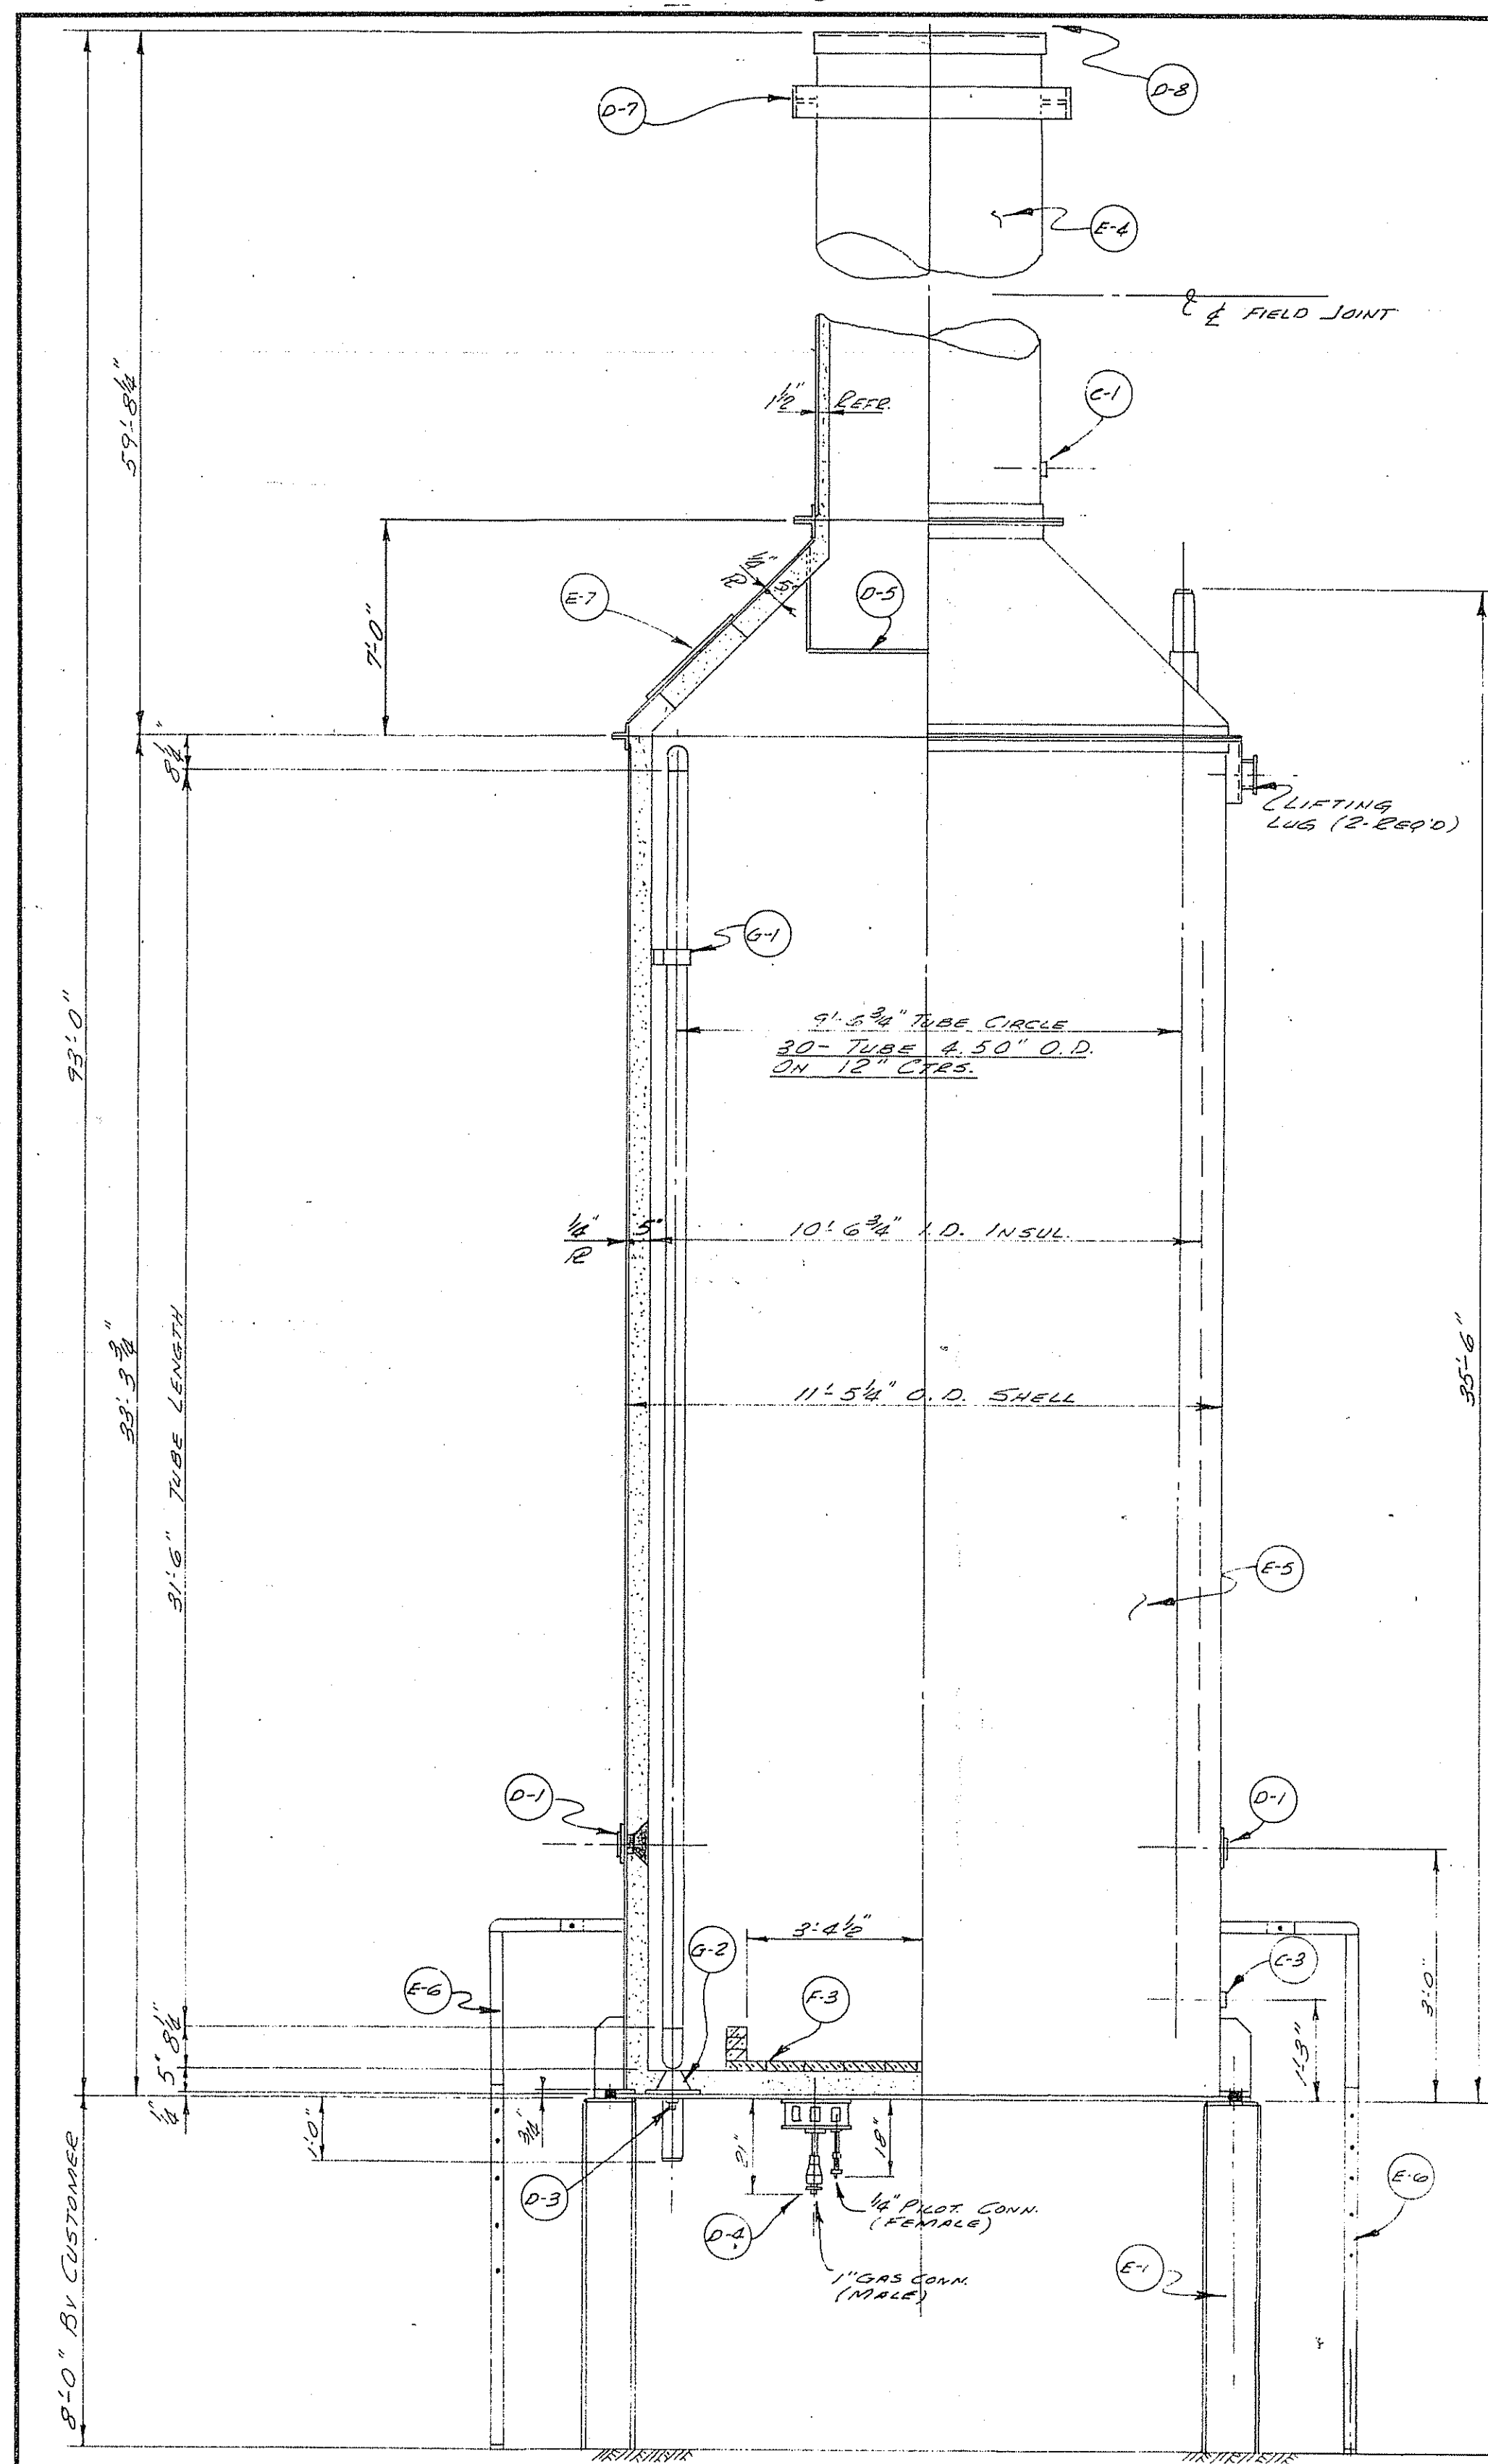 D-8
D-7
E-4
℄ FIELD JOINT
59'-8¼"
1½" REFR.
C-1
¼"
℞
5"
D-5
E-7
7'-0"
8¼"
LIFTING
LUG (2-REQ'D)
G-1
93'-0"
9'-6¾" TUBE CIRCLE
30- TUBE 4.50" O.D.
ON 12" CTRS.
¼"
℞
5"
10'-6¾" I.D. INSUL.
33'-3¾"
31'-6" TUBE LENGTH
35'-6"
11'-5¼" O.D. SHELL
E-5
D-1
D-1
3'-4½"
G-2
C-3
E-6
F-3
3'-0"
8¼"
5"
1'-3"
¼"
1'-0"
¾"
21"
18"
D-3
¼" PILOT CONN.
(FEMALE)
E-6
D-4
E-1
1" GAS CONN.
(MALE)
8'-0" BY CUSTOMER